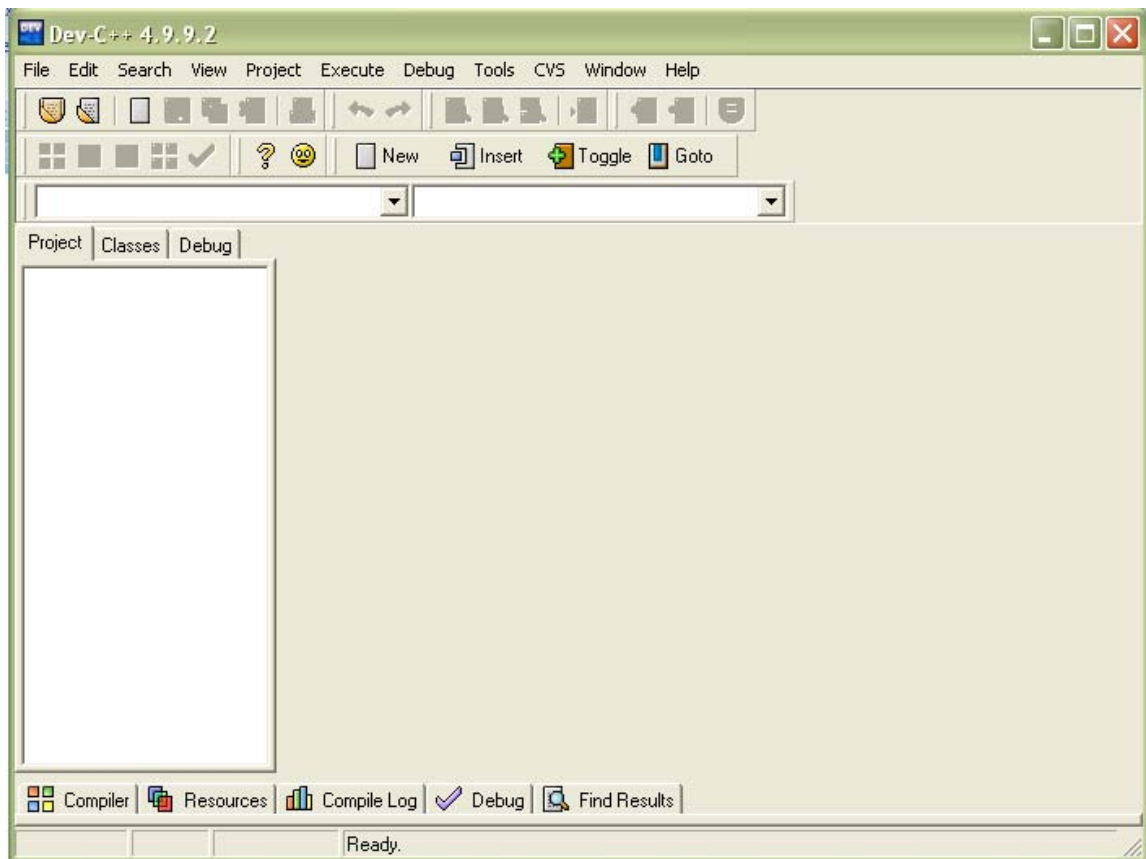 Dev-C++ 4.9.9.2
File Edit Search View Project Execute Debug Tools CVS Window Help
New Insert Toggle Goto
Project Classes Debug
Compiler Resources Compile Log Debug Find Results
Ready.